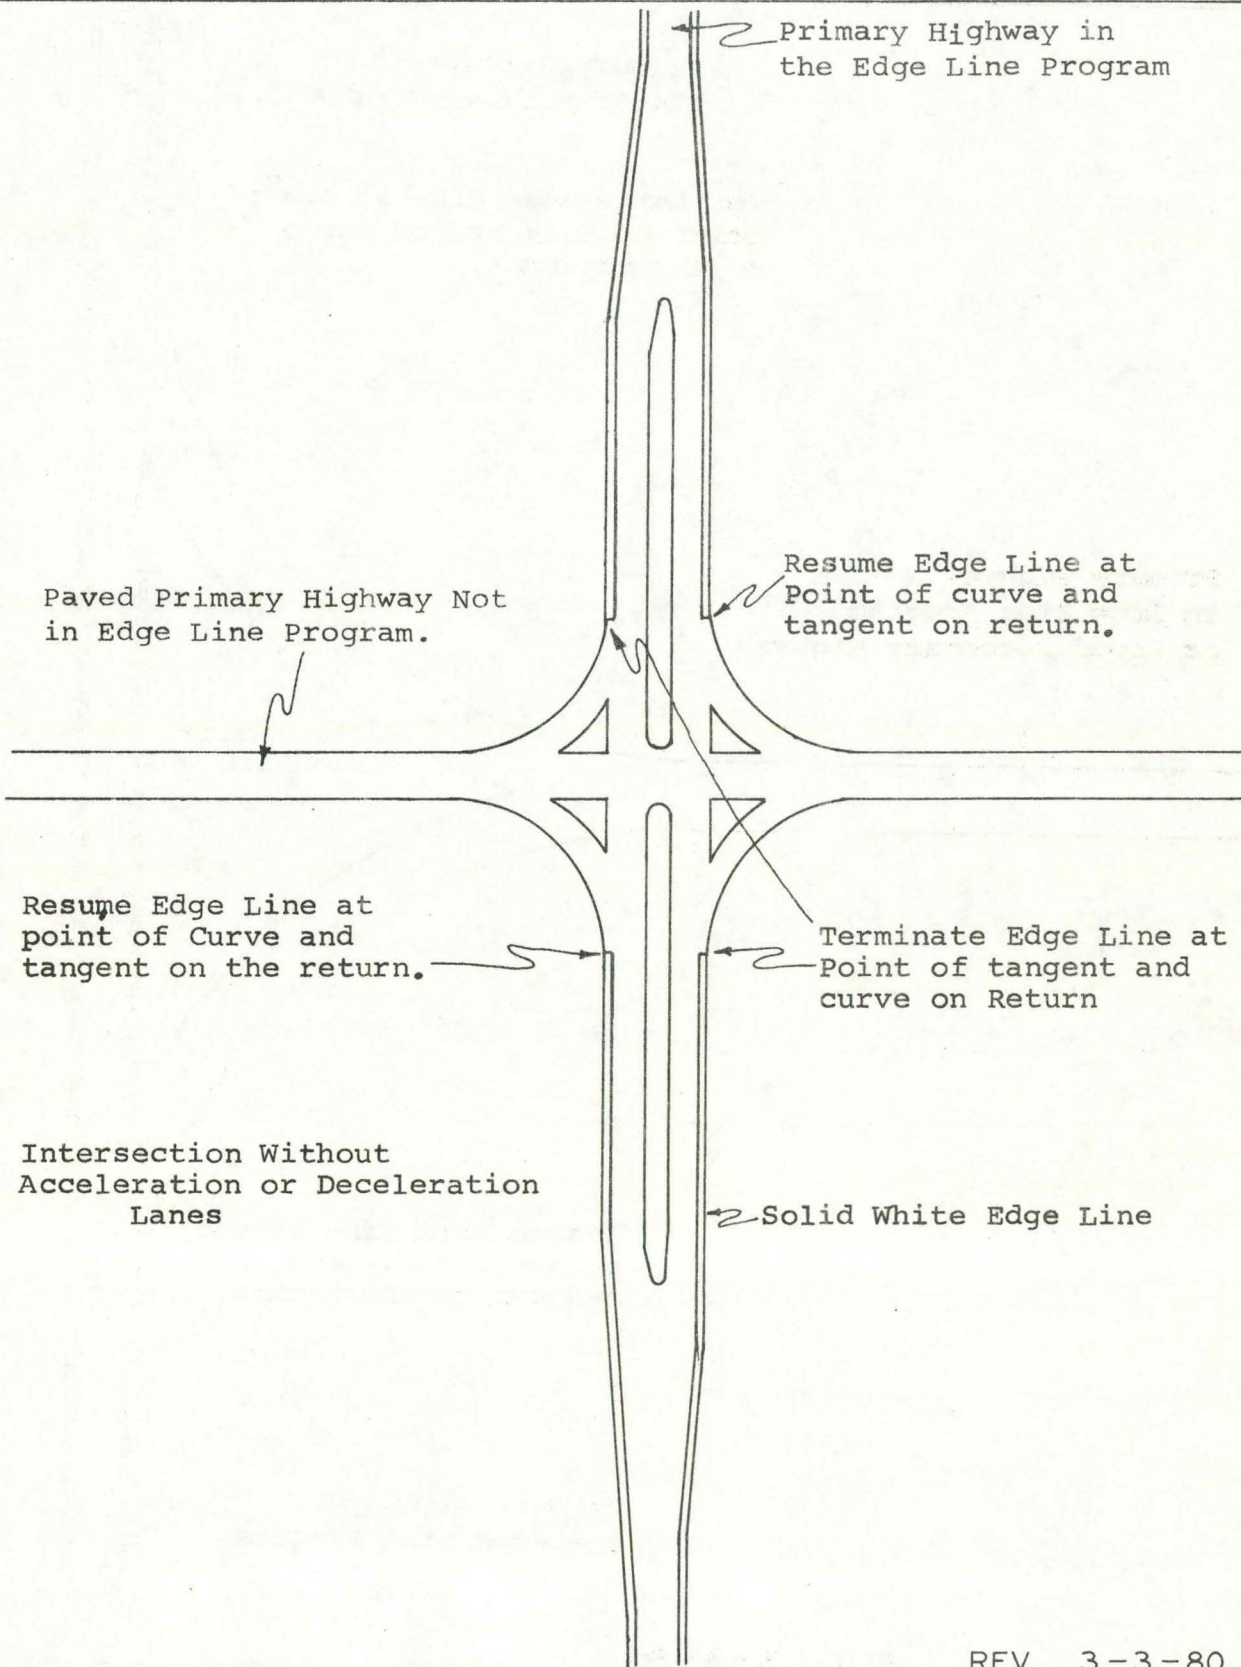 Primary Highway in
the Edge Line Program
Resume Edge Line at
Point of curve and
tangent on return.
Paved Primary Highway Not
in Edge Line Program.
Resume Edge Line at
point of Curve and
tangent on the return.
Terminate Edge Line at
Point of tangent and
curve on Return
Intersection Without
Acceleration or Deceleration
Lanes
Solid White Edge Line
REV. 3-3-80